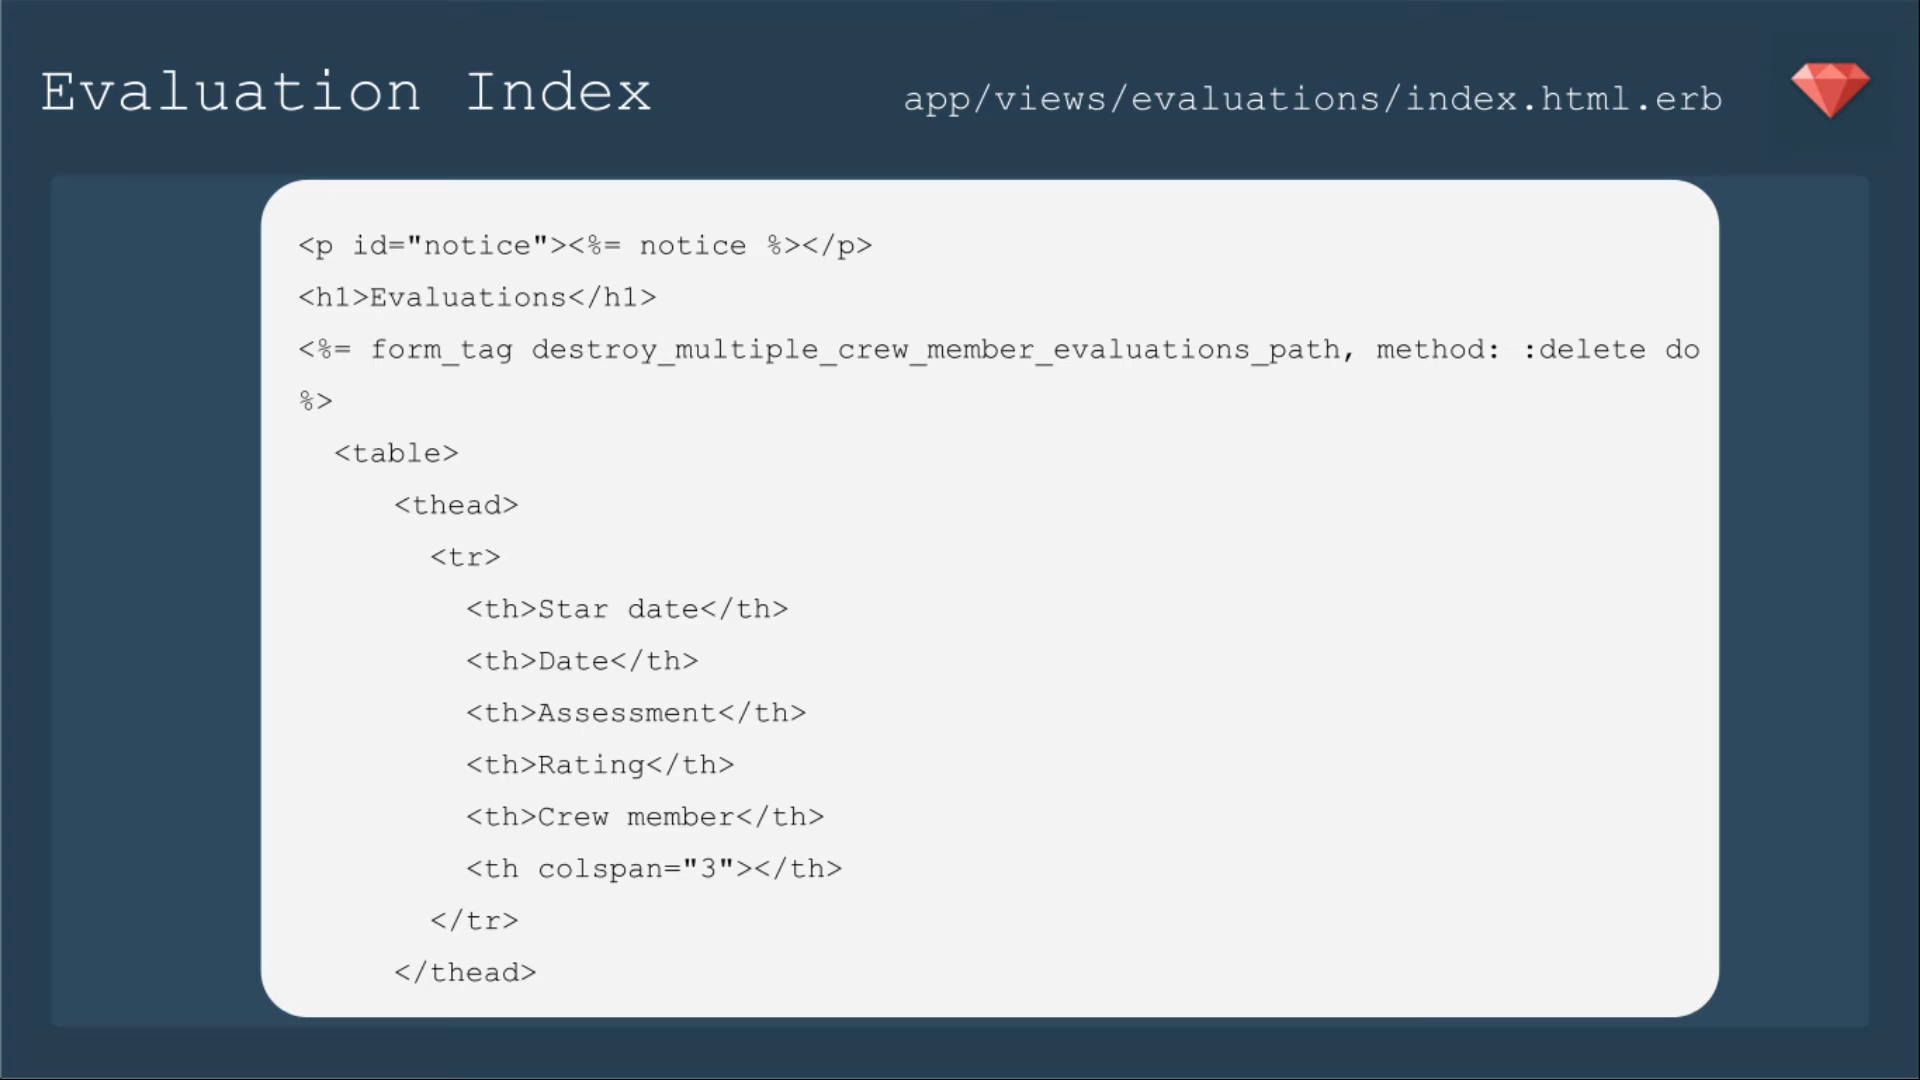 Evaluation Index
app/views/evaluations/index.html.erb
<p id="notice"><%= notice %></p>
<h1>Evaluations</h1>
<%= form_tag destroy_multiple_crew_member_evaluations_path, method: :delete do
%>
<table>
<thead>
<tr>
<th>Star date</th>
<th>Date</th>
<th>Assessment</th>
<th>Rating</th>
<th>Crew member</th>
<th colspan="3"></th>
</tr>
</thead>